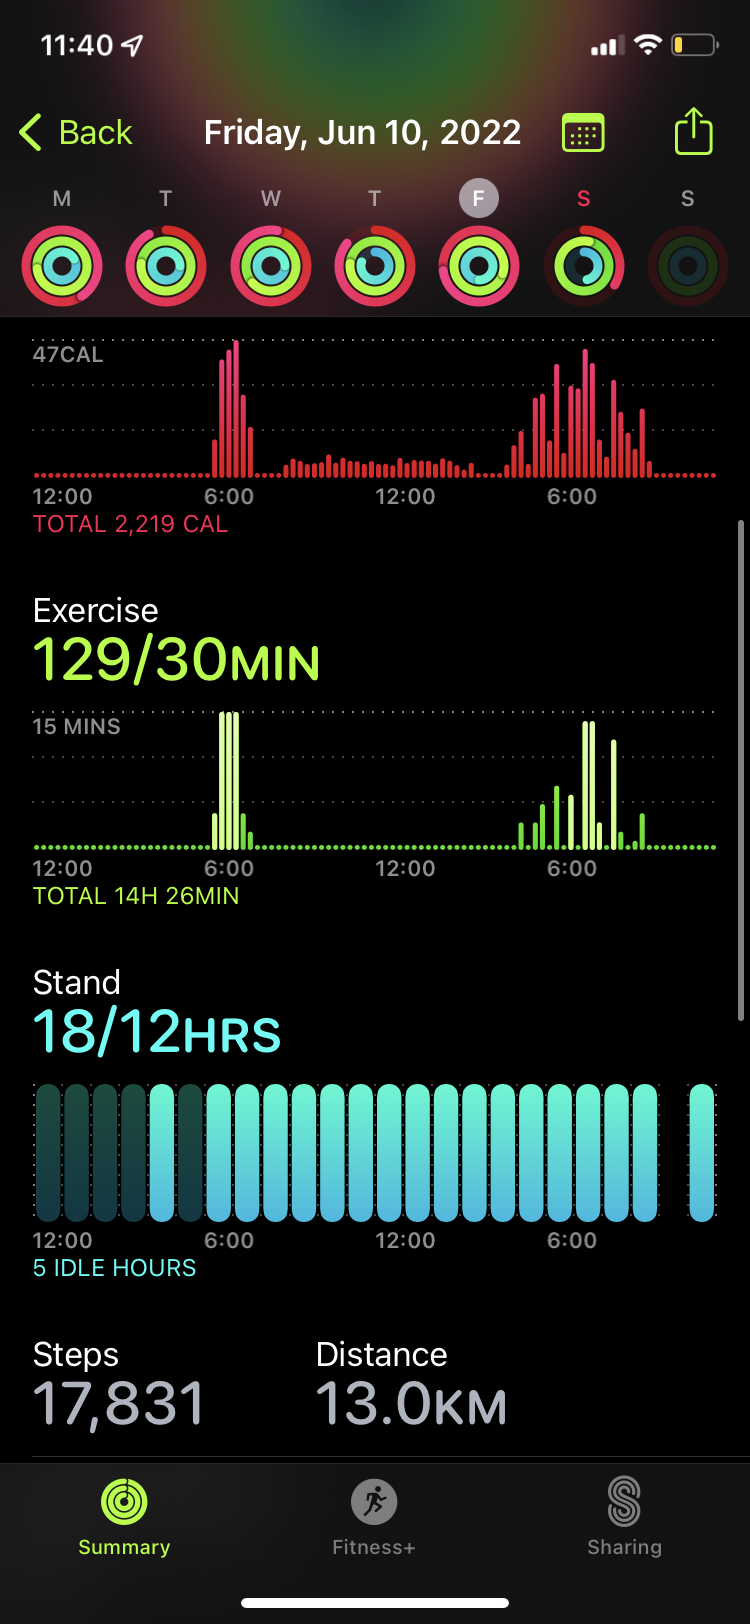 11:40
Back Friday, Jun 10, 2022
M T W T F S S
47CAL
12:00 6:00 12:00 6:00
TOTAL 2,219 CAL
Exercise
129/30MIN
15 MINS
12:00 6:00 12:00 6:00
TOTAL 14H 26MIN
Stand
18/12HRS
12:00 6:00 12:00 6:00
5 IDLE HOURS
Steps Distance
17,831 13.0KM
Summary Fitness+ Sharing